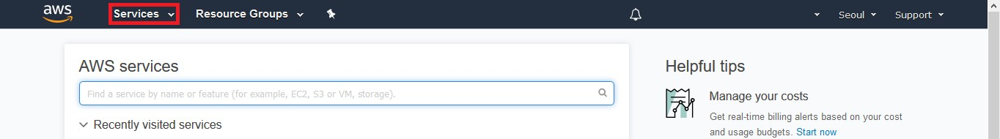 aws Services Resource Groups Seoul Support
AWS services
Find a service by name or feature (for example, EC2, S3 or VM, storage).
Recently visited services
Helpful tips
Manage your costs
Get real-time billing alerts based on your cost
and usage budgets. Start now